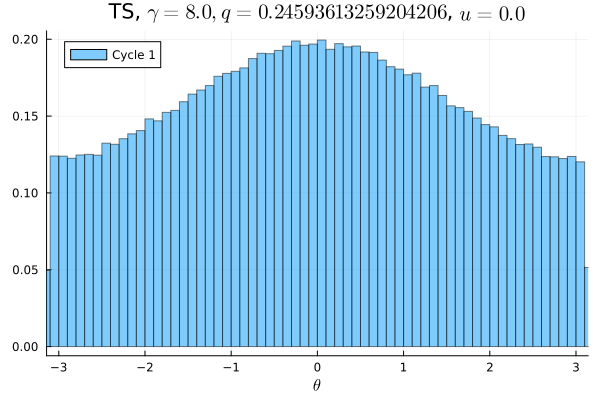 TS, γ = 8.0, q = 0.24593613259204206, u = 0.0
Cycle 1
0.20
0.15
0.10
0.05
0.00
−3 −2 −1 0 1 2 3
θ